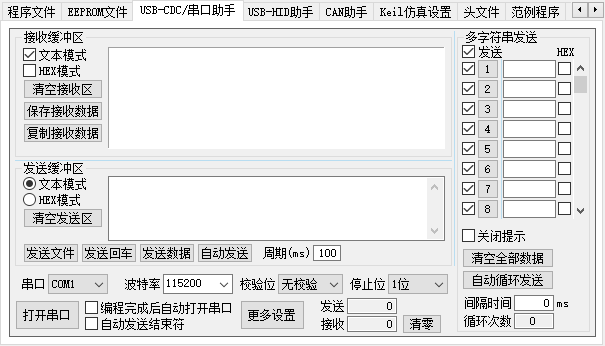 程序文件 EEPROM文件 USB-CDC/串口助手 USB-HID助手 CAN助手 Keil仿真设置 头文件 范例程序
接收缓冲区
文本模式
HEX模式
清空接收区
保存接收数据
复制接收数据
发送缓冲区
文本模式
HEX模式
清空发送区
发送文件 发送回车 发送数据 自动发送 周期(ms) 100
串口 COM1 波特率 115200 校验位 无校验 停止位 1位
打开串口
编程完成后自动打开串口
自动发送结束符
更多设置
发送 0
接收 0 清零
多字符串发送
发送 HEX
1
2
3
4
5
6
7
8
关闭提示
清空全部数据
自动循环发送
间隔时间 0 ms
循环次数 0